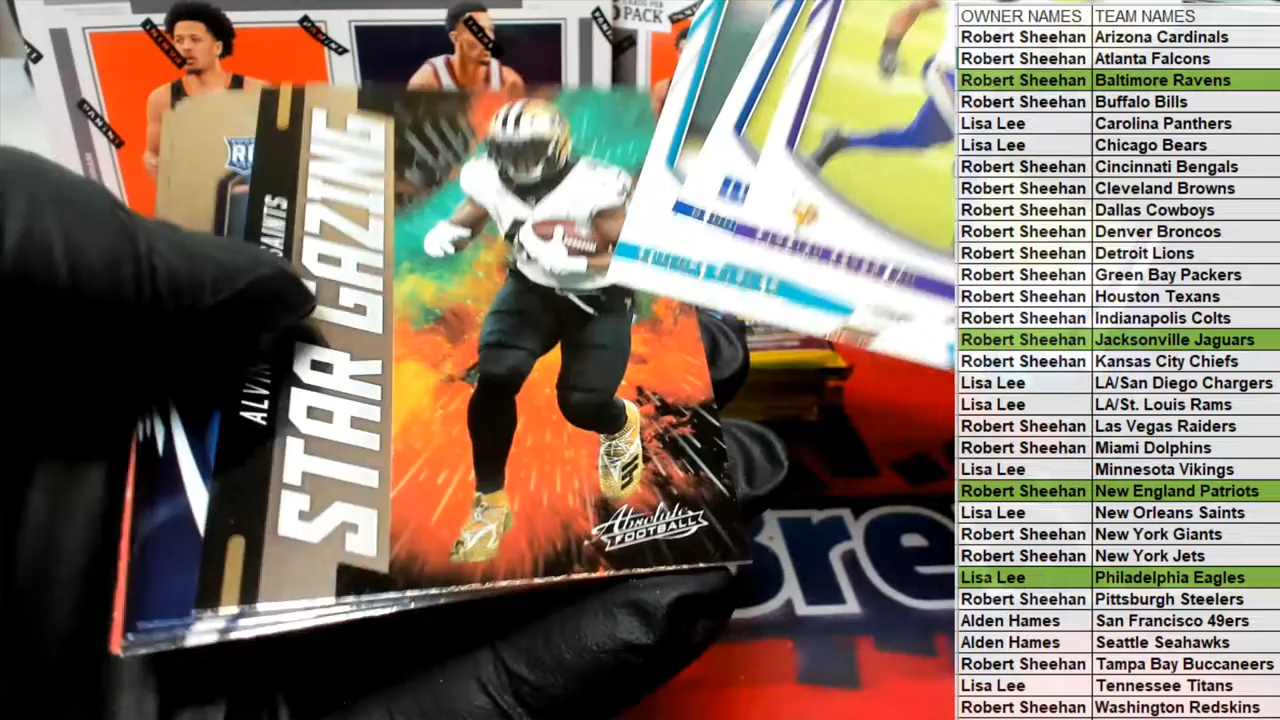 OWNER NAMES TEAM NAMES
Robert Sheehan Arizona Cardinals
Robert Sheehan Atlanta Falcons
Robert Sheehan Baltimore Ravens
Robert Sheehan Buffalo Bills
Lisa Lee Carolina Panthers
Lisa Lee Chicago Bears
Robert Sheehan Cincinnati Bengals
Robert Sheehan Cleveland Browns
Robert Sheehan Dallas Cowboys
Robert Sheehan Denver Broncos
Robert Sheehan Detroit Lions
Robert Sheehan Green Bay Packers
Robert Sheehan Houston Texans
Robert Sheehan Indianapolis Colts
Robert Sheehan Jacksonville Jaguars
Robert Sheehan Kansas City Chiefs
Lisa Lee LA/San Diego Chargers
Lisa Lee LA/St. Louis Rams
Robert Sheehan Las Vegas Raiders
Robert Sheehan Miami Dolphins
Lisa Lee Minnesota Vikings
Robert Sheehan New England Patriots
Lisa Lee New Orleans Saints
Robert Sheehan New York Giants
Robert Sheehan New York Jets
Lisa Lee Philadelphia Eagles
Robert Sheehan Pittsburgh Steelers
Alden Hames San Francisco 49ers
Alden Hames Seattle Seahawks
Robert Sheehan Tampa Bay Buccaneers
Lisa Lee Tennessee Titans
Robert Sheehan Washington Redskins
STAR GAZING
ALVIN
SAINTS
Absolute
FOOTBALL
PANINI
PANINI
PANINI
PACK
Bre